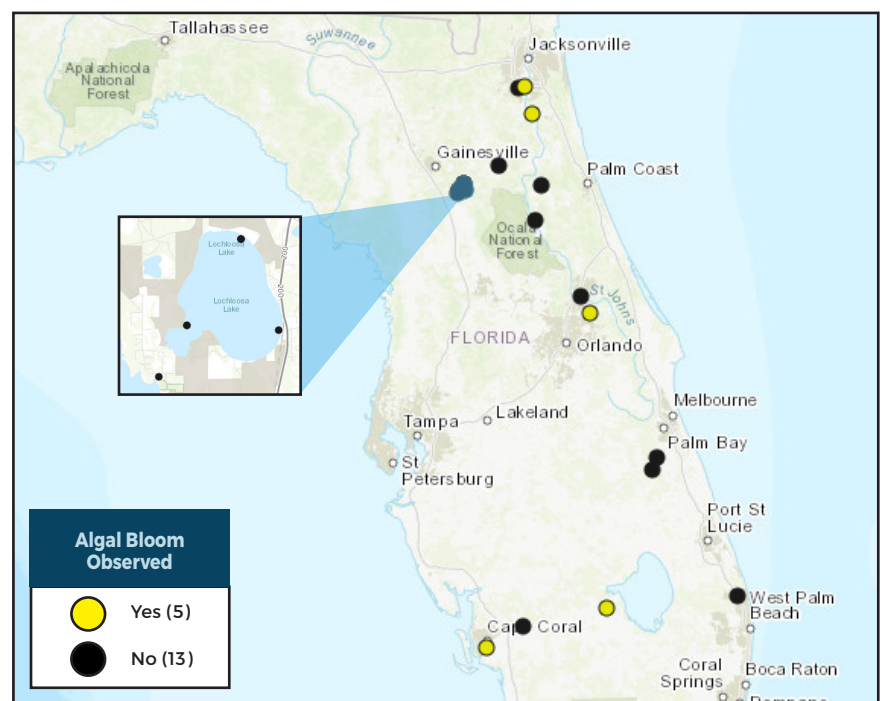 Tallahassee
Suwannee
Jacksonville
Apalachicola
National
Forest
Gainesville
Palm Coast
Ocala
National
Forest
Lochloosa
Lake
Lochloosa
Lake
St Johns
FLORIDA
Orlando
Melbourne
Lakeland
Tampa
Palm Bay
St
Petersburg
Port St
Lucie
Algal Bloom
Observed
Yes (5)
No (13)
West Palm
Beach
Cape Coral
Coral
Springs
Boca Raton